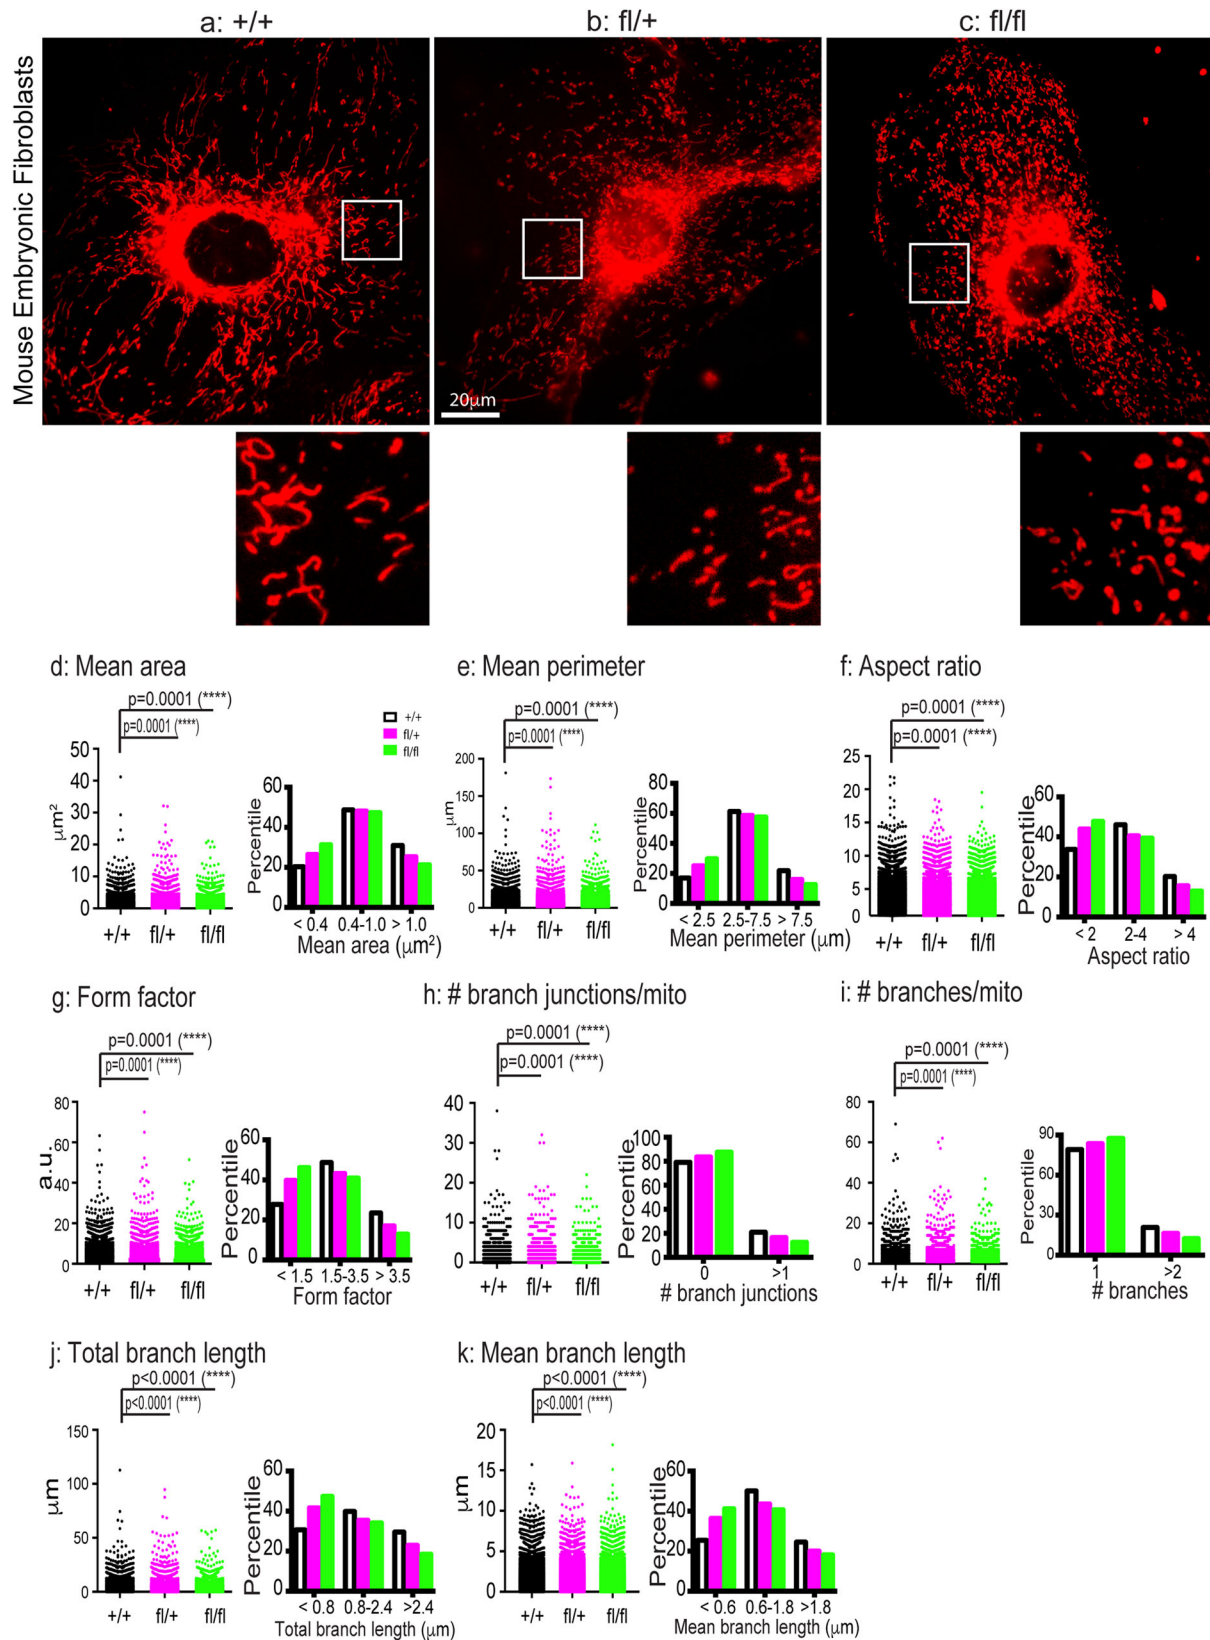 a: +/+
b: fl/+
c: fl/fl
Mouse Embryonic Fibroblasts
20μm
d: Mean area
p=0.0001 (****)
p=0.0001 (****)
μm²
50
40
30
20
10
0
+/+
fl/+
fl/fl
+/+
fl/+
fl/fl
Percentile
60
40
20
0
< 0.4
0.4-1.0
> 1.0
Mean area (μm²)
e: Mean perimeter
p=0.0001 (****)
p=0.0001 (****)
μm
200
150
100
50
0
+/+
fl/+
fl/fl
Percentile
80
60
40
20
0
< 2.5
2.5-7.5
> 7.5
Mean perimeter (μm)
f: Aspect ratio
p=0.0001 (****)
p=0.0001 (****)
25
20
15
10
5
0
+/+
fl/+
fl/fl
Percentile
60
40
20
0
< 2
2-4
> 4
Aspect ratio
g: Form factor
p=0.0001 (****)
p=0.0001 (****)
a.u.
80
60
40
20
0
+/+
fl/+
fl/fl
Percentile
60
40
20
0
< 1.5
1.5-3.5
> 3.5
Form factor
h: # branch junctions/mito
p=0.0001 (****)
p=0.0001 (****)
40
30
20
10
0
+/+
fl/+
fl/fl
Percentile
100
80
60
40
20
0
0
>1
# branch junctions
i: # branches/mito
p=0.0001 (****)
p=0.0001 (****)
80
60
40
20
0
+/+
fl/+
fl/fl
Percentile
90
60
30
0
1
>2
# branches
j: Total branch length
p<0.0001 (****)
p<0.0001 (****)
μm
150
100
50
0
+/+
fl/+
fl/fl
Percentile
60
40
20
0
< 0.8
0.8-2.4
>2.4
Total branch length (μm)
k: Mean branch length
p<0.0001 (****)
p<0.0001 (****)
μm
20
15
10
5
0
+/+
fl/+
fl/fl
Percentile
60
40
20
0
< 0.6
0.6-1.8
>1.8
Mean branch length (μm)